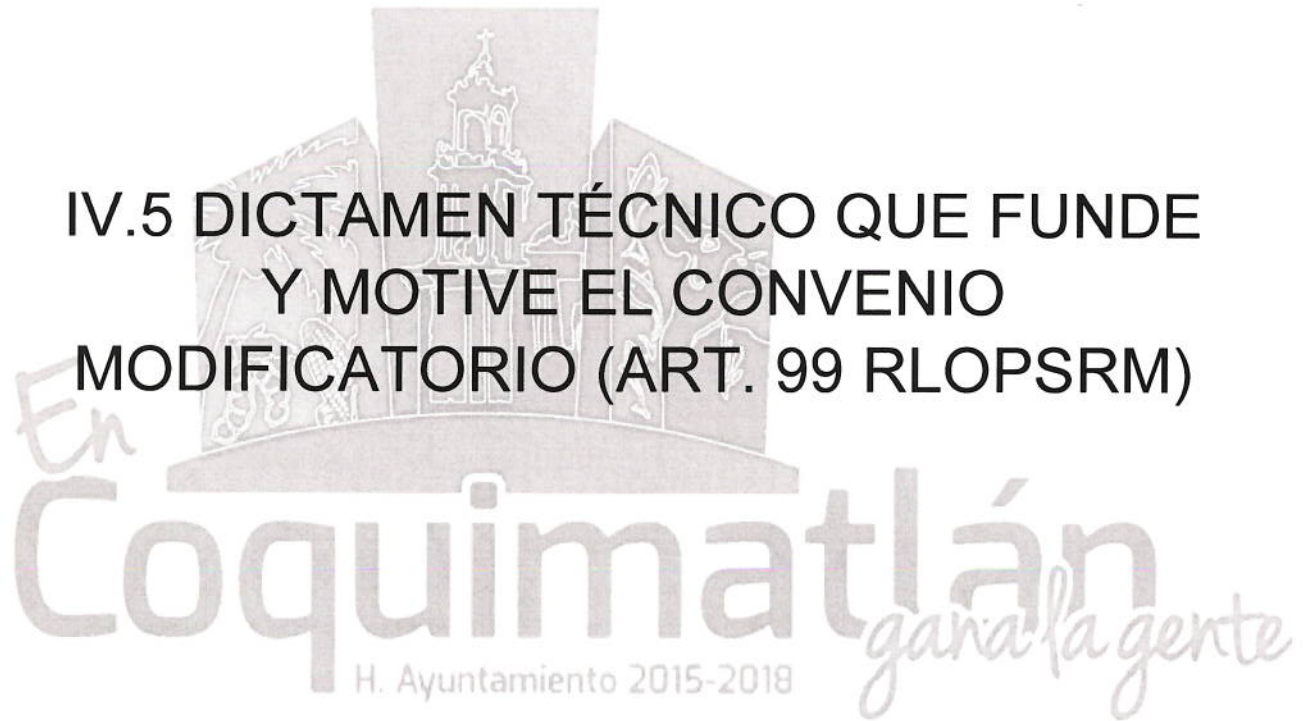 IV.5 DICTAMEN TÉCNICO QUE FUNDE
Y MOTIVE EL CONVENIO
MODIFICATORIO (ART. 99 RLOPSRM)
En
Coquimatlán
gana la gente
H. Ayuntamiento 2015-2018